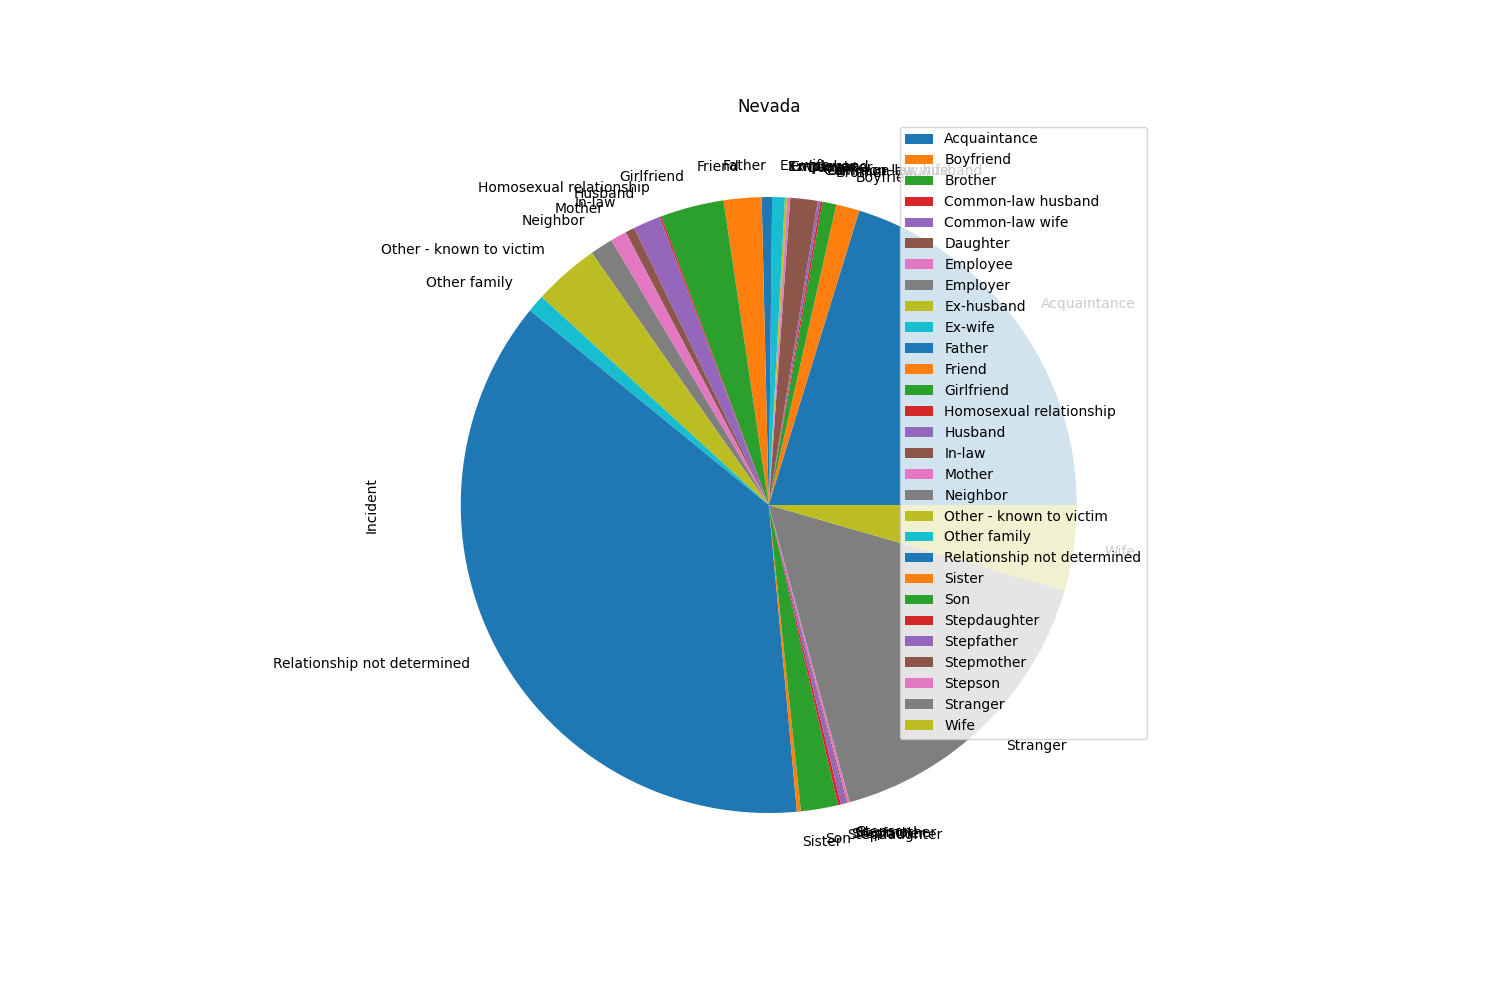 Nevada
Father
Friend
Girlfriend
Homosexual relationship
Husband
In-law
Mother
Neighbor
Other - known to victim
Other family
Incident
Relationship not determined
Sister
Son
Stepdaughter
Stranger
Wife
Acquaintance
Acquaintance
Boyfriend
Brother
Common-law husband
Common-law wife
Daughter
Employee
Employer
Ex-husband
Ex-wife
Father
Friend
Girlfriend
Homosexual relationship
Husband
In-law
Mother
Neighbor
Other - known to victim
Other family
Relationship not determined
Sister
Son
Stepdaughter
Stepfather
Stepmother
Stepson
Stranger
Wife